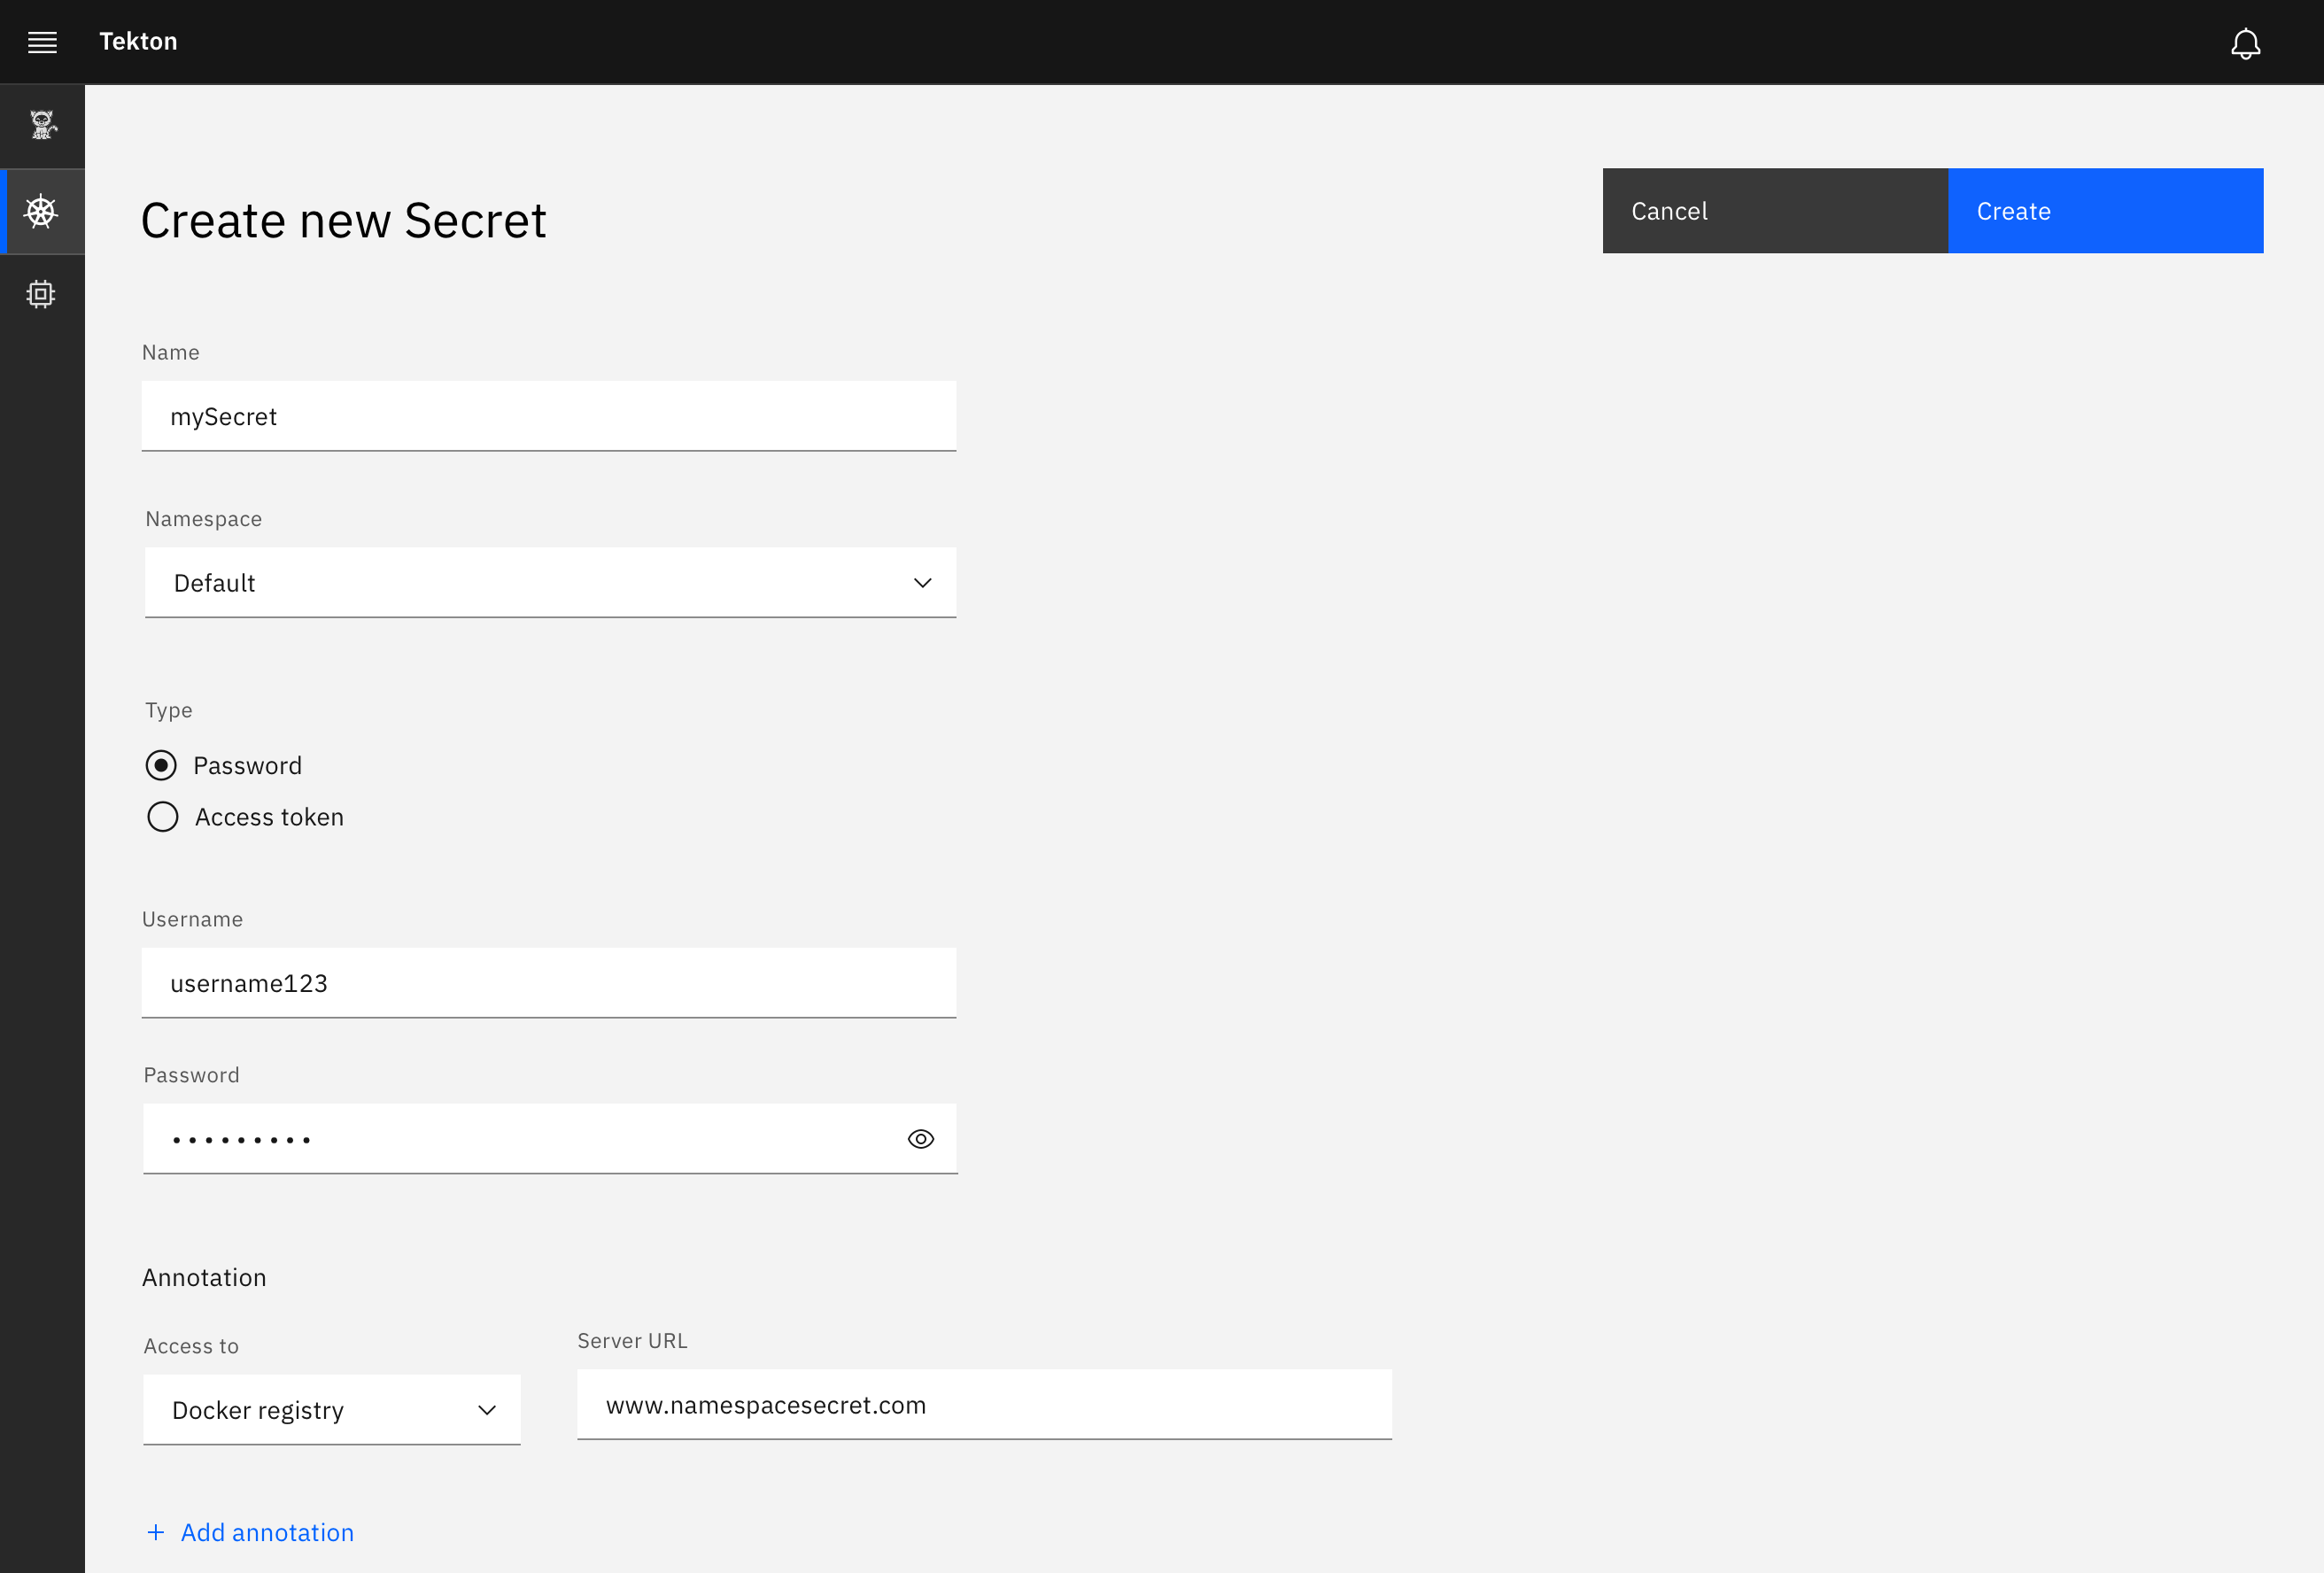 Tekton
Create new Secret
Cancel
Create
Name
mySecret
Namespace
Default
Type
Password
Access token
Username
username123
Password
•••••••••
Annotation
Access to
Server URL
Docker registry
www.namespacesecret.com
+ Add annotation